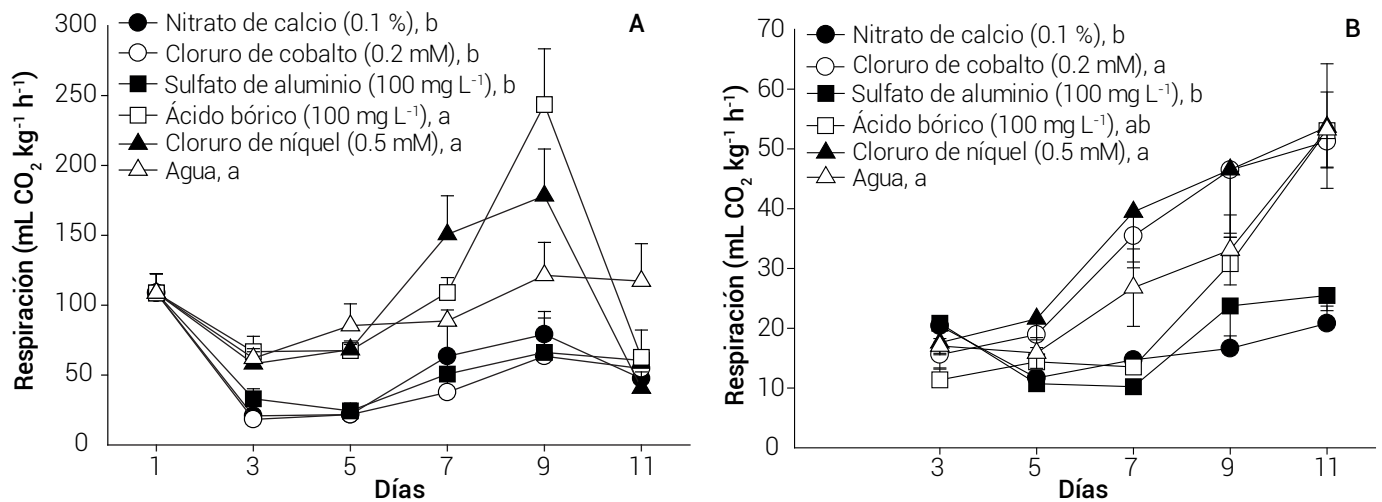 A
Nitrato de calcio (0.1 %), b
Cloruro de cobalto (0.2 mM), b
Sulfato de aluminio (100 mg L⁻¹), b
Ácido bórico (100 mg L⁻¹), a
Cloruro de níquel (0.5 mM), a
Agua, a
Respiración (mL CO₂ kg⁻¹ h⁻¹)
300
250
200
150
100
50
0
1 3 5 7 9 11
Días
B
Nitrato de calcio (0.1 %), b
Cloruro de cobalto (0.2 mM), a
Sulfato de aluminio (100 mg L⁻¹), b
Ácido bórico (100 mg L⁻¹), ab
Cloruro de níquel (0.5 mM), a
Agua, a
Respiración (mL CO₂ kg⁻¹ h⁻¹)
70
60
50
40
30
20
10
0
3 5 7 9 11
Días